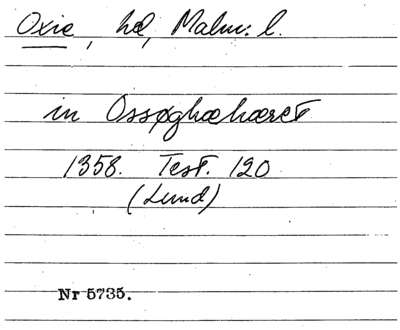 Oxie, hd, Malm. l.
in Ossøghæhæret
1358. Test. 120
(Lund)
Nr 5735.